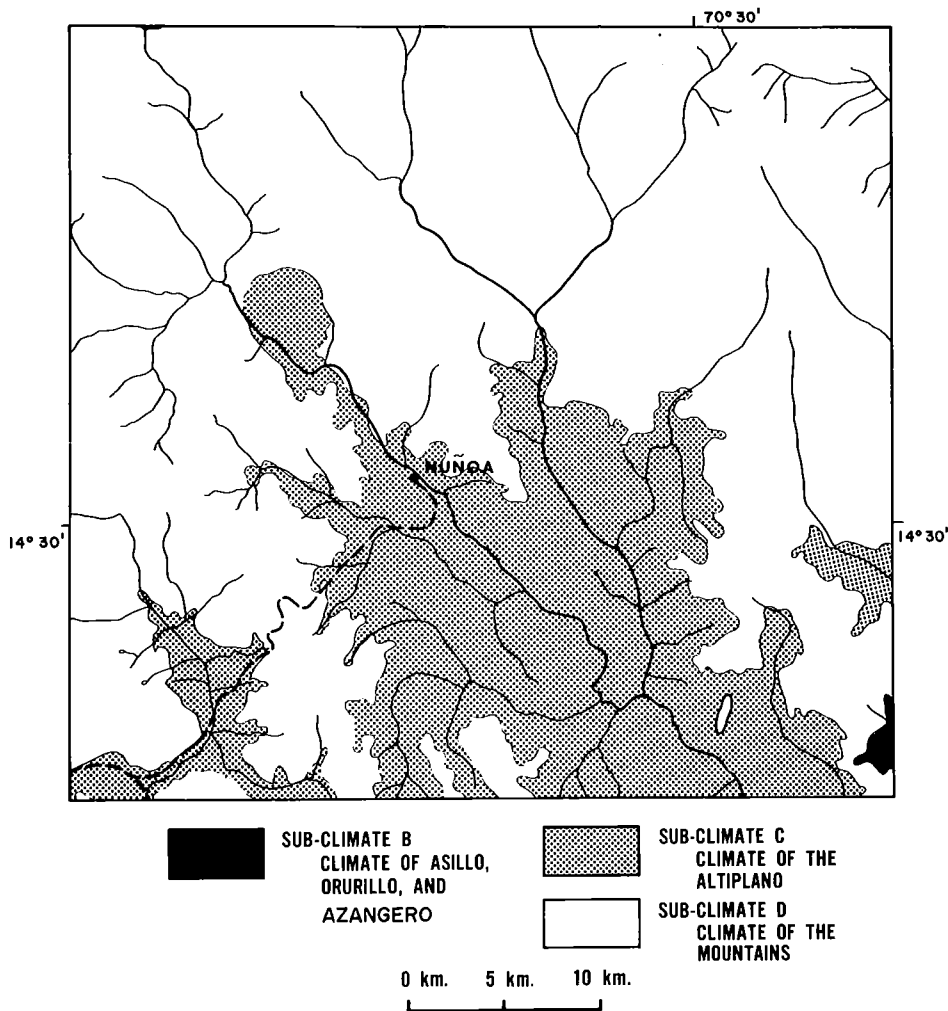 70° 30'
NUÑOA
14° 30'
14° 30'
SUB-CLIMATE B
CLIMATE OF ASILLO,
ORURILLO, AND
AZANGERO
SUB-CLIMATE C
CLIMATE OF THE
ALTIPLANO
SUB-CLIMATE D
CLIMATE OF THE
MOUNTAINS
0 km. 5 km. 10 km.